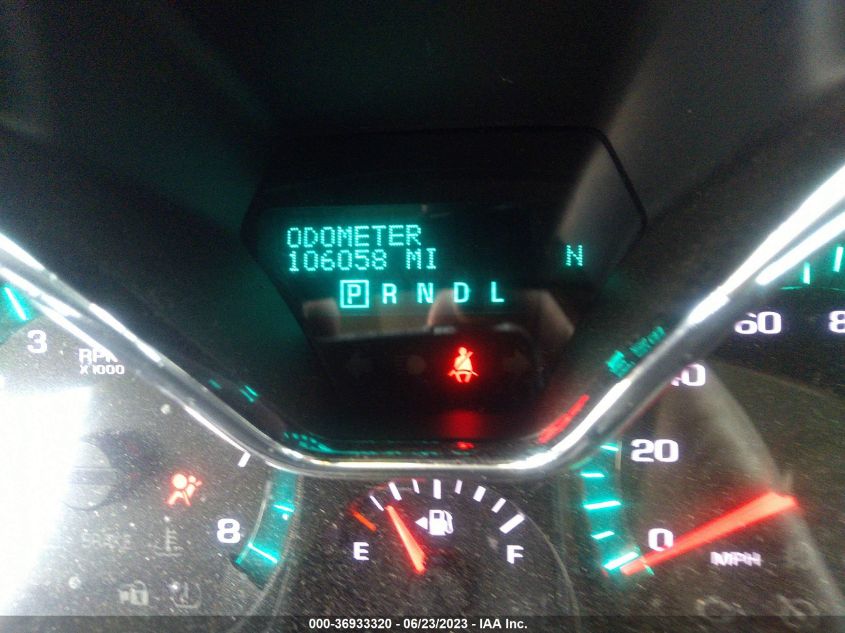 ODOMETER
106058 MI N
P R N D L
3 RPM X1000
60 8
40
20
8
E F
0 MPH
000-36933320 - 06/23/2023 - IAA Inc.